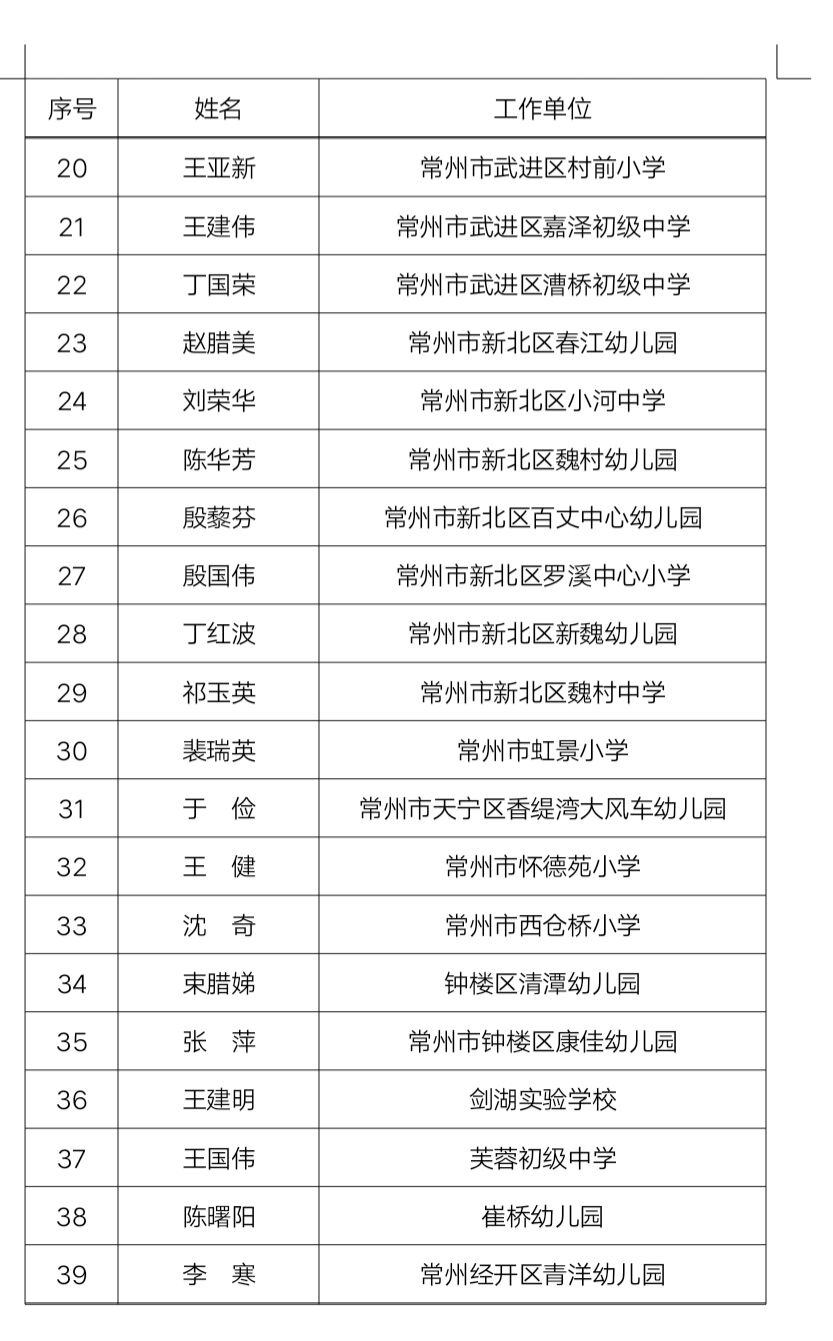 序号 姓名 工作单位
20 王亚新 常州市武进区村前小学
21 王建伟 常州市武进区嘉泽初级中学
22 丁国荣 常州市武进区漕桥初级中学
23 赵腊美 常州市新北区春江幼儿园
24 刘荣华 常州市新北区小河中学
25 陈华芳 常州市新北区魏村幼儿园
26 殷藜芬 常州市新北区百丈中心幼儿园
27 殷国伟 常州市新北区罗溪中心小学
28 丁红波 常州市新北区新魏幼儿园
29 祁玉英 常州市新北区魏村中学
30 裴瑞英 常州市虹景小学
31 于　俭 常州市天宁区香缇湾大风车幼儿园
32 王　健 常州市怀德苑小学
33 沈　奇 常州市西仓桥小学
34 束腊娣 钟楼区清潭幼儿园
35 张　萍 常州市钟楼区康佳幼儿园
36 王建明 剑湖实验学校
37 王国伟 芙蓉初级中学
38 陈曙阳 崔桥幼儿园
39 李　寒 常州经开区青洋幼儿园